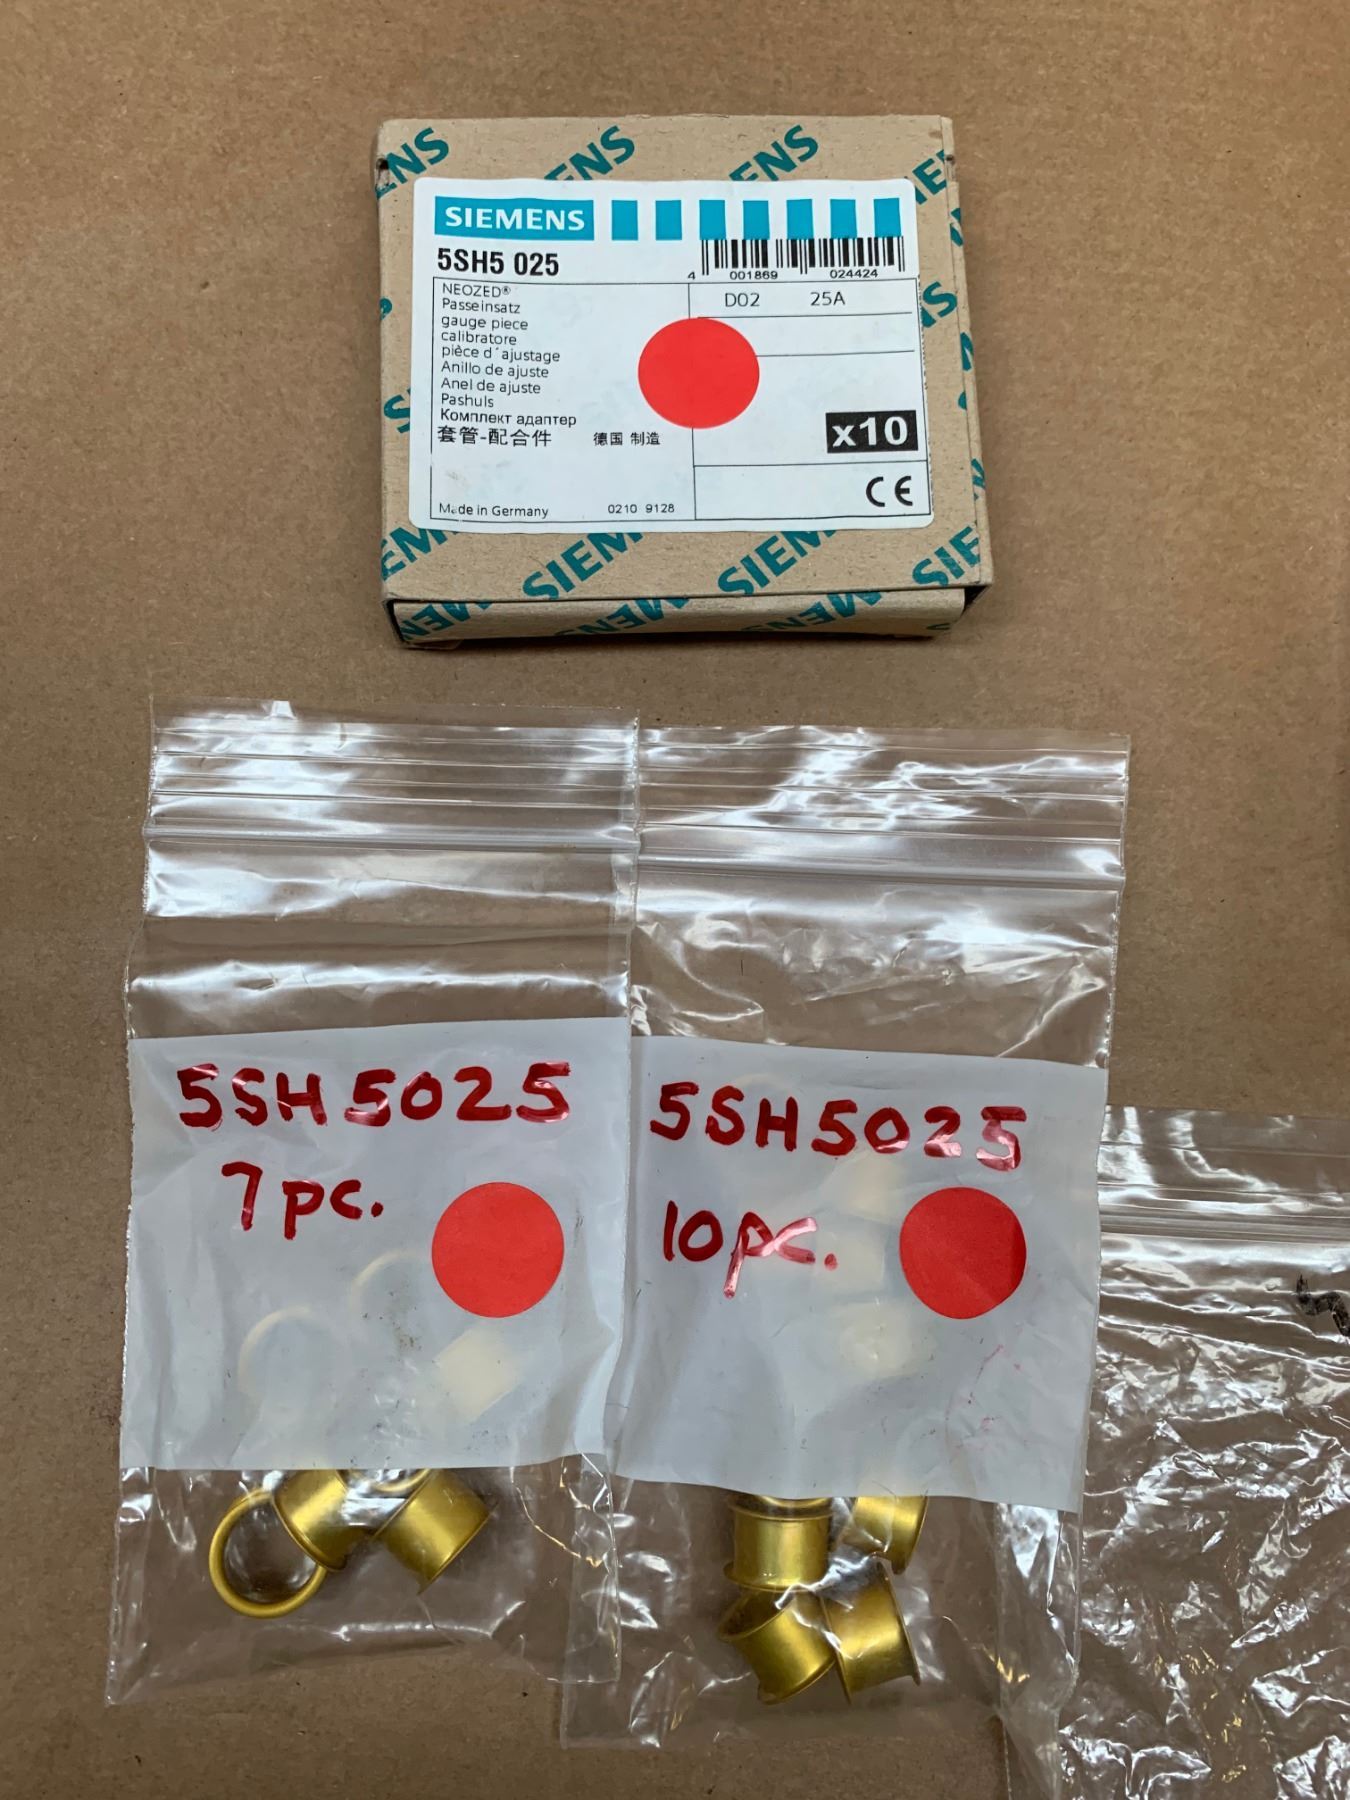 SIEMENS
5SH5 025
4 001869 024424
NEOZED®
Passeinsatz
gauge piece
calibratore
pièce d´ajustage
Anillo de ajuste
Anel de ajuste
Pashuls
Комплект адаптер
套管-配合件 德国 制造
D02 25A
x10
CE
Made in Germany 0210 9128
5SH5025
7pc.
5SH5025
10pc.